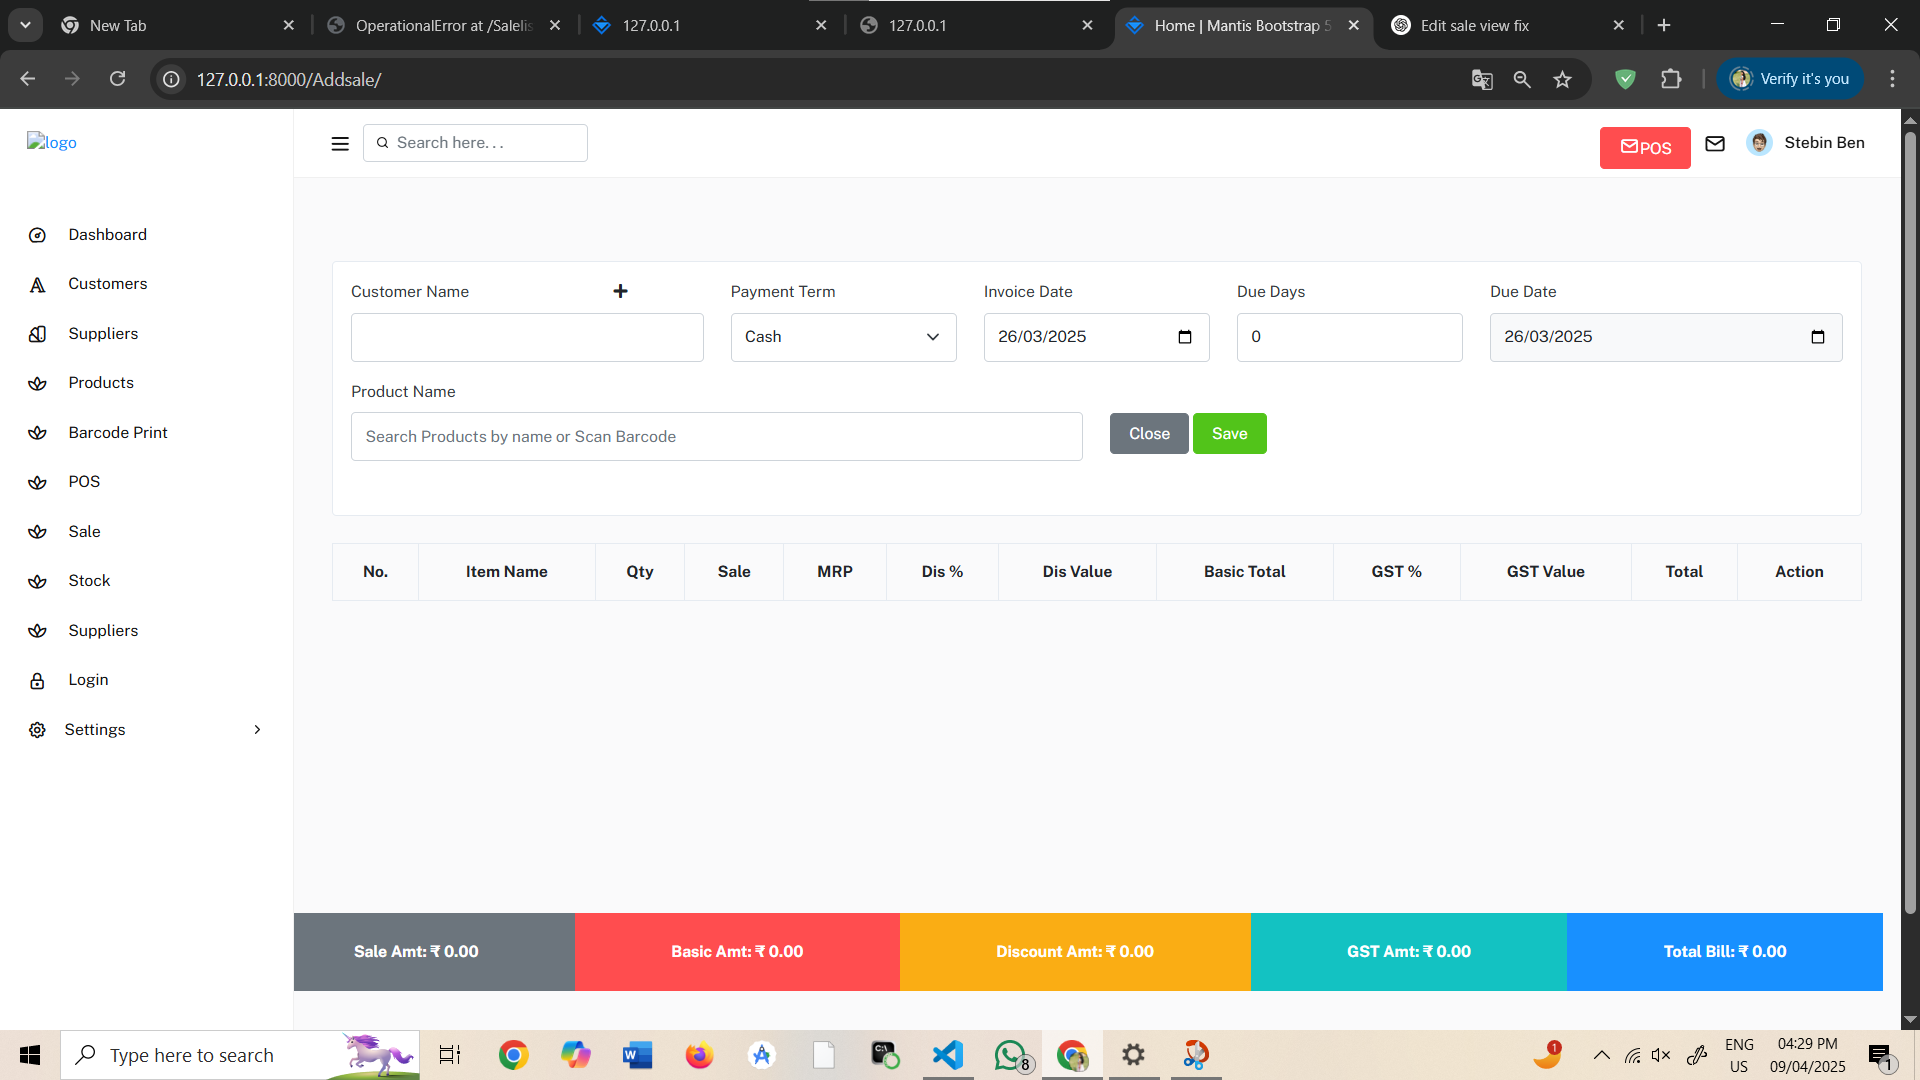 New Tab
OperationalError at /Salelis
127.0.0.1
127.0.0.1
Home | Mantis Bootstrap 5
Edit sale view fix
127.0.0.1:8000/Addsale/
Verify it's you
logo
Search here. . .
POS
Stebin Ben
Dashboard
Customers
Suppliers
Products
Barcode Print
POS
Sale
Stock
Suppliers
Login
Settings
Customer Name
Payment Term
Invoice Date
Due Days
Due Date
Cash
26/03/2025
0
26/03/2025
Product Name
Search Products by name or Scan Barcode
Close
Save
No.
Item Name
Qty
Sale
MRP
Dis %
Dis Value
Basic Total
GST %
GST Value
Total
Action
Sale Amt: ₹ 0.00
Basic Amt: ₹ 0.00
Discount Amt: ₹ 0.00
GST Amt: ₹ 0.00
Total Bill: ₹ 0.00
Type here to search
8
1
ENG
US
04:29 PM
09/04/2025
1